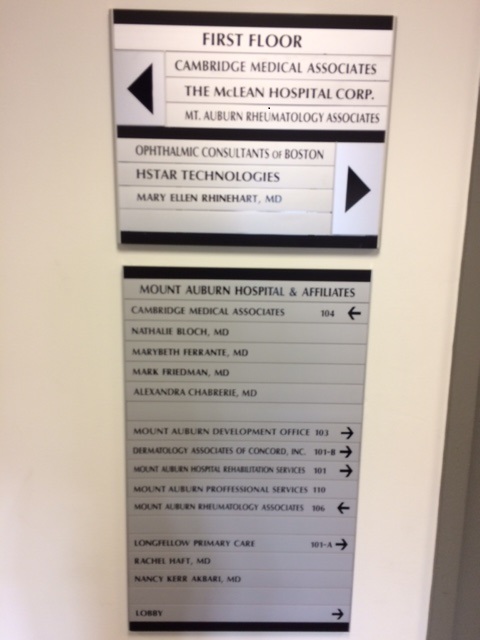 FIRST FLOOR
CAMBRIDGE MEDICAL ASSOCIATES
THE McLEAN HOSPITAL CORP.
MT. AUBURN RHEUMATOLOGY ASSOCIATES
OPHTHALMIC CONSULTANTS OF BOSTON
HSTAR TECHNOLOGIES
MARY ELLEN RHINEHART, MD
MOUNT AUBURN HOSPITAL & AFFILIATES
CAMBRIDGE MEDICAL ASSOCIATES 104
NATHALIE BLOCH, MD
MARYBETH FERRANTE, MD
MARK FRIEDMAN, MD
ALEXANDRA CHABRERIE, MD
MOUNT AUBURN DEVELOPMENT OFFICE 103
DERMATOLOGY ASSOCIATES OF CONCORD, INC. 101-B
MOUNT AUBURN HOSPITAL REHABILITATION SERVICES 101
MOUNT AUBURN PROFFESSIONAL SERVICES 110
MOUNT AUBURN RHEUMATOLOGY ASSOCIATES 106
LONGFELLOW PRIMARY CARE 101-A
RACHEL HAFT, MD
NANCY KERR AKBARI, MD
LOBBY